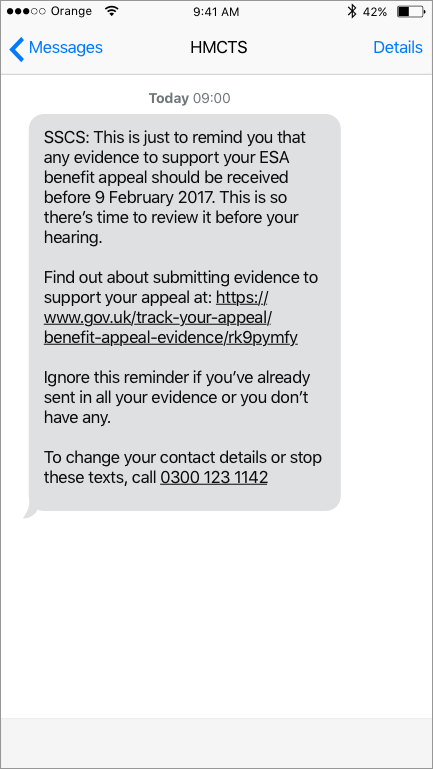 Orange 9:41 AM 42%
Messages HMCTS Details
Today 09:00
SSCS: This is just to remind you that
any evidence to support your ESA
benefit appeal should be received
before 9 February 2017. This is so
there’s time to review it before your
hearing.
Find out about submitting evidence to
support your appeal at: https://
www.gov.uk/track-your-appeal/
benefit-appeal-evidence/rk9pymfy
Ignore this reminder if you’ve already
sent in all your evidence or you don’t
have any.
To change your contact details or stop
these texts, call 0300 123 1142